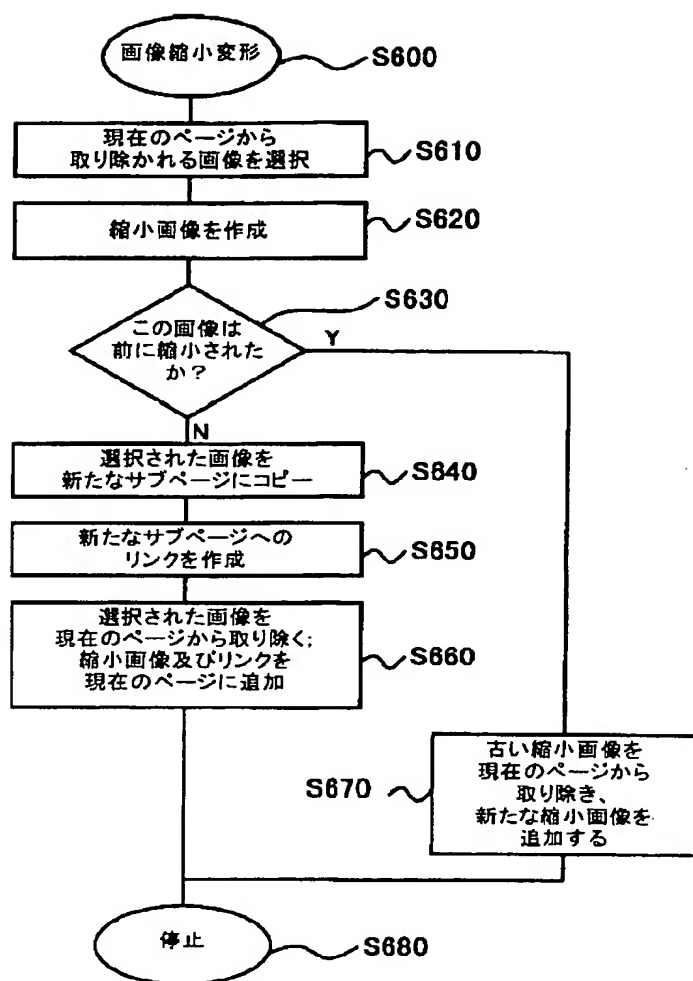 画像縮小変形
S600
現在のページから
取り除かれる画像を選択
S610
縮小画像を作成
S620
S630
この画像は
前に縮小された
か?
Y
N
選択された画像を
新たなサブページにコピー
S640
新たなサブページへの
リンクを作成
S650
選択された画像を
現在のページから取り除く;
縮小画像及びリンクを
現在のページに追加
S660
古い縮小画像を
現在のページから
取り除き、
新たな縮小画像を
追加する
S670
停止
S680